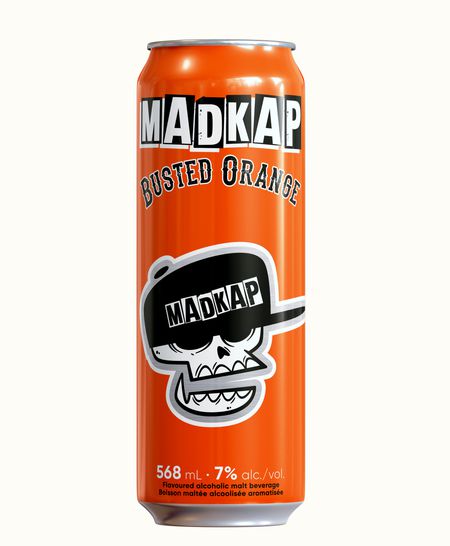 MADKAP
BUSTED ORANGE
MADKAP
568 mL · 7% alc./vol.
Flavoured alcoholic malt beverage
Boisson maltée alcoolisée aromatisée